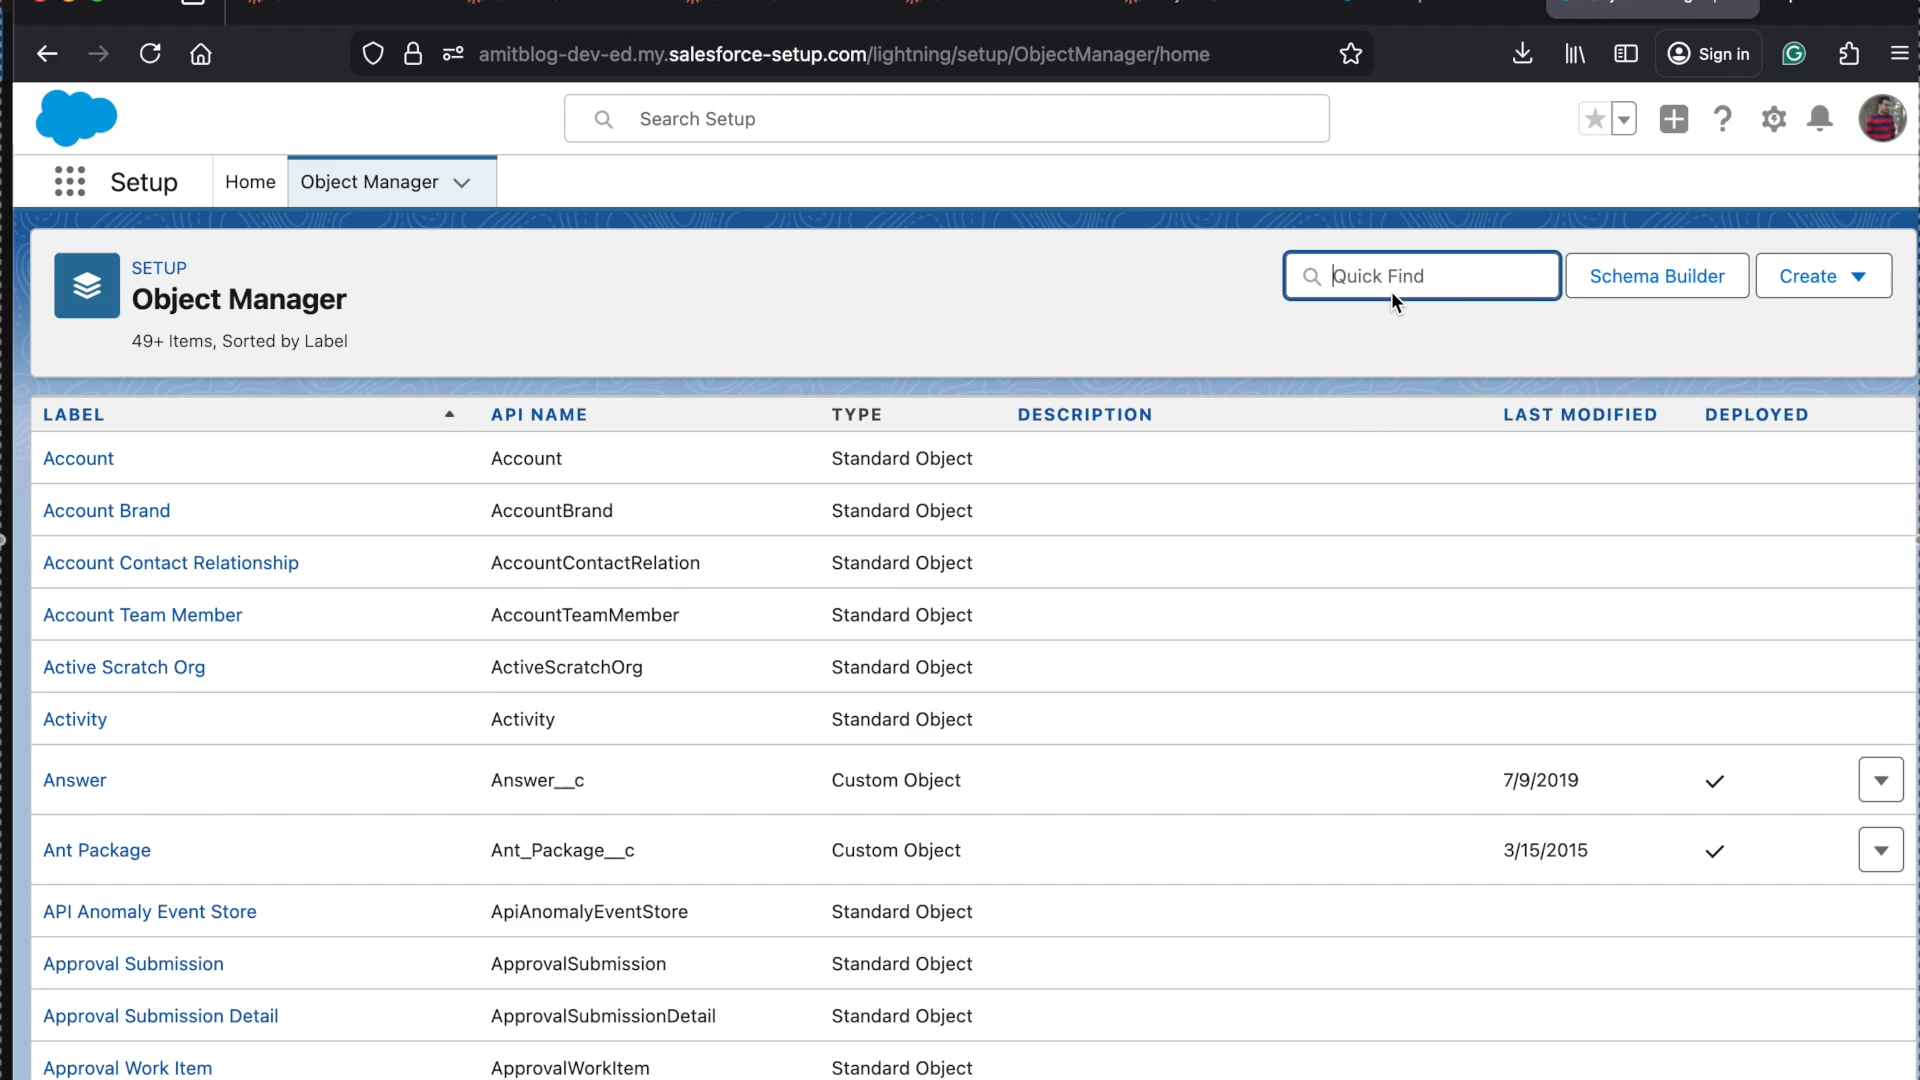 amitblog-dev-ed.my.salesforce-setup.com/lightning/setup/ObjectManager/home
Sign in
Search Setup
Setup
Home
Object Manager
SETUP
Object Manager
49+ Items, Sorted by Label
Quick Find
Schema Builder
Create
LABEL API NAME TYPE DESCRIPTION LAST MODIFIED DEPLOYED
Account Account Standard Object
Account Brand AccountBrand Standard Object
Account Contact Relationship AccountContactRelation Standard Object
Account Team Member AccountTeamMember Standard Object
Active Scratch Org ActiveScratchOrg Standard Object
Activity Activity Standard Object
Answer Answer__c Custom Object 7/9/2019
Ant Package Ant_Package__c Custom Object 3/15/2015
API Anomaly Event Store ApiAnomalyEventStore Standard Object
Approval Submission ApprovalSubmission Standard Object
Approval Submission Detail ApprovalSubmissionDetail Standard Object
Approval Work Item ApprovalWorkItem Standard Object